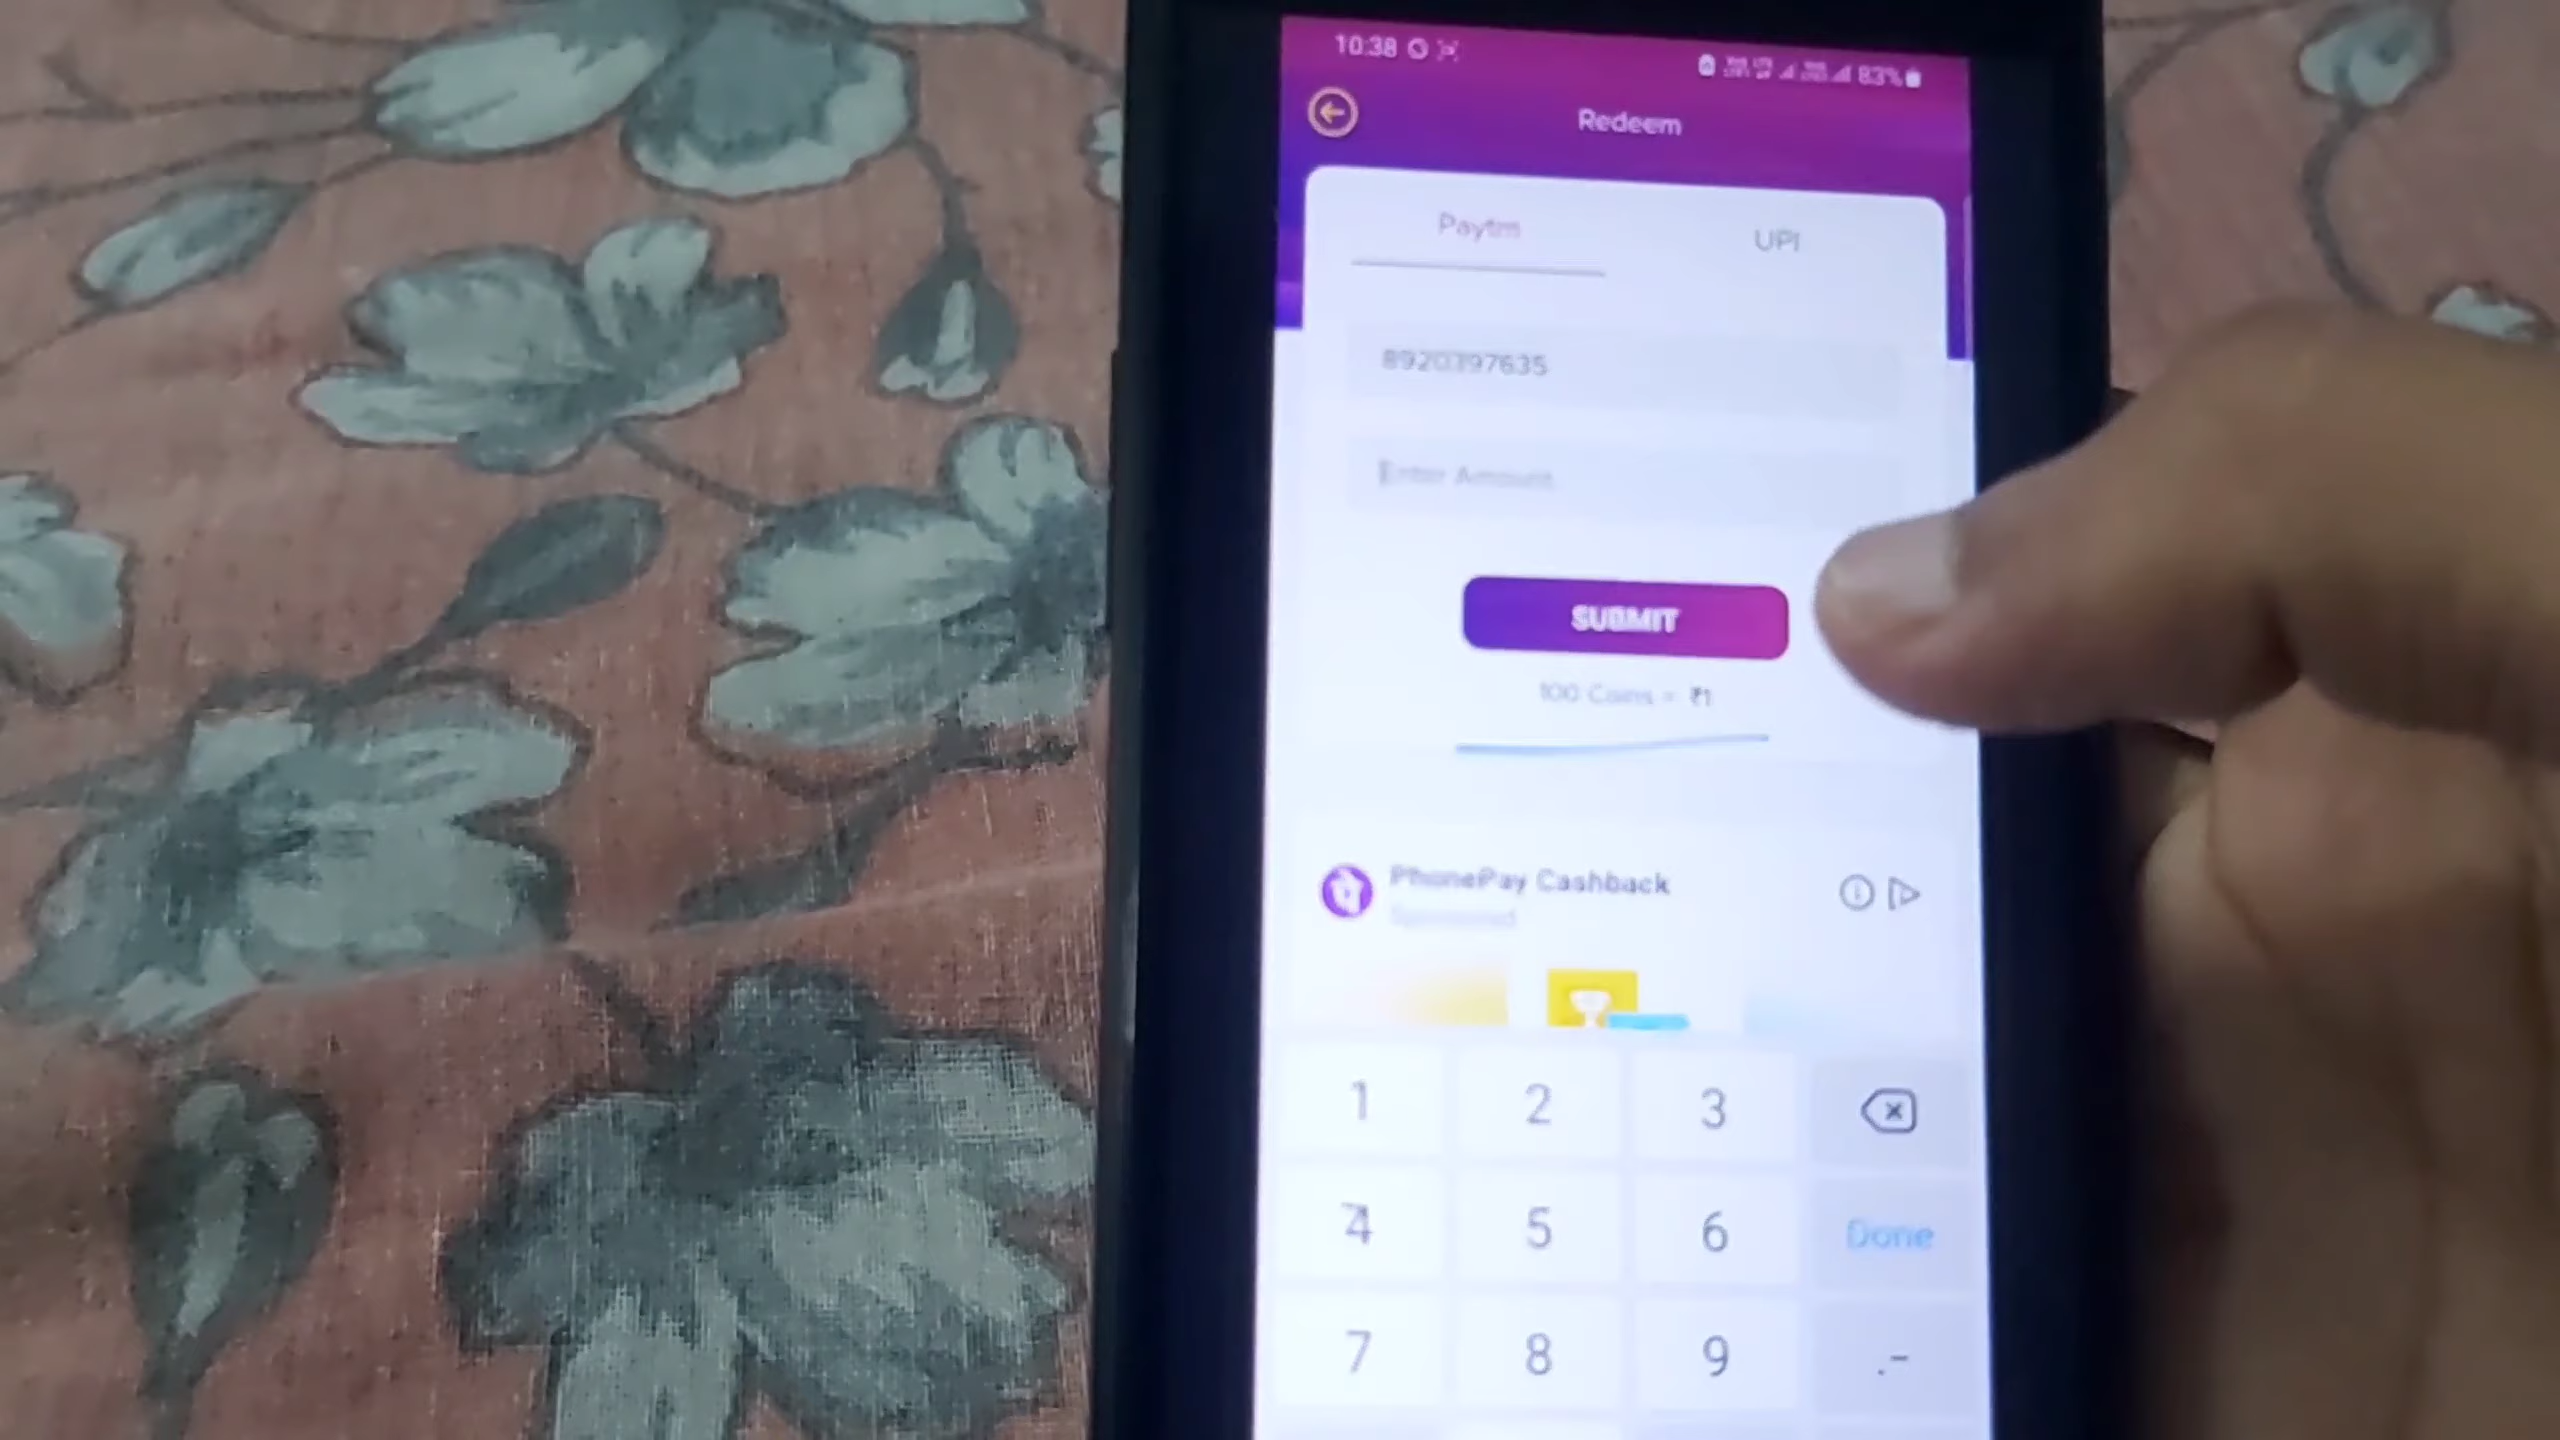 10:38
83%
Redeem
Paytm
UPI
8920397635
Enter Amount
SUBMIT
100 Coins = ₹1
PhonePay Cashback
Sponsored
1 2 3
4 5 6 Done
7 8 9 .-